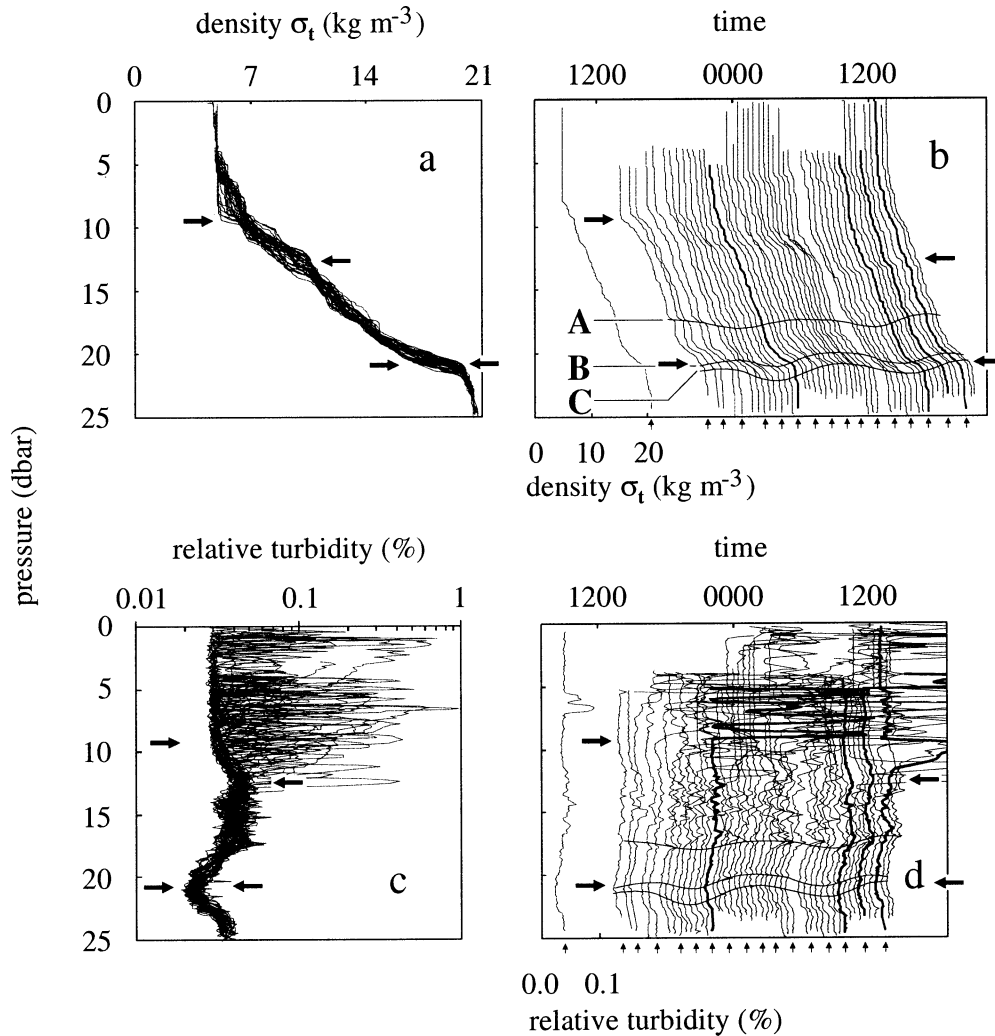 density σt (kg m-3)
time
0 7 14 21
1200 0000 1200
0
5
10
15
20
25
a
b
A
B
C
0 10 20
density σt (kg m-3)
pressure (dbar)
relative turbidity (%)
time
0.01 0.1 1
1200 0000 1200
0
5
10
15
20
25
c
d
0.0 0.1
relative turbidity (%)